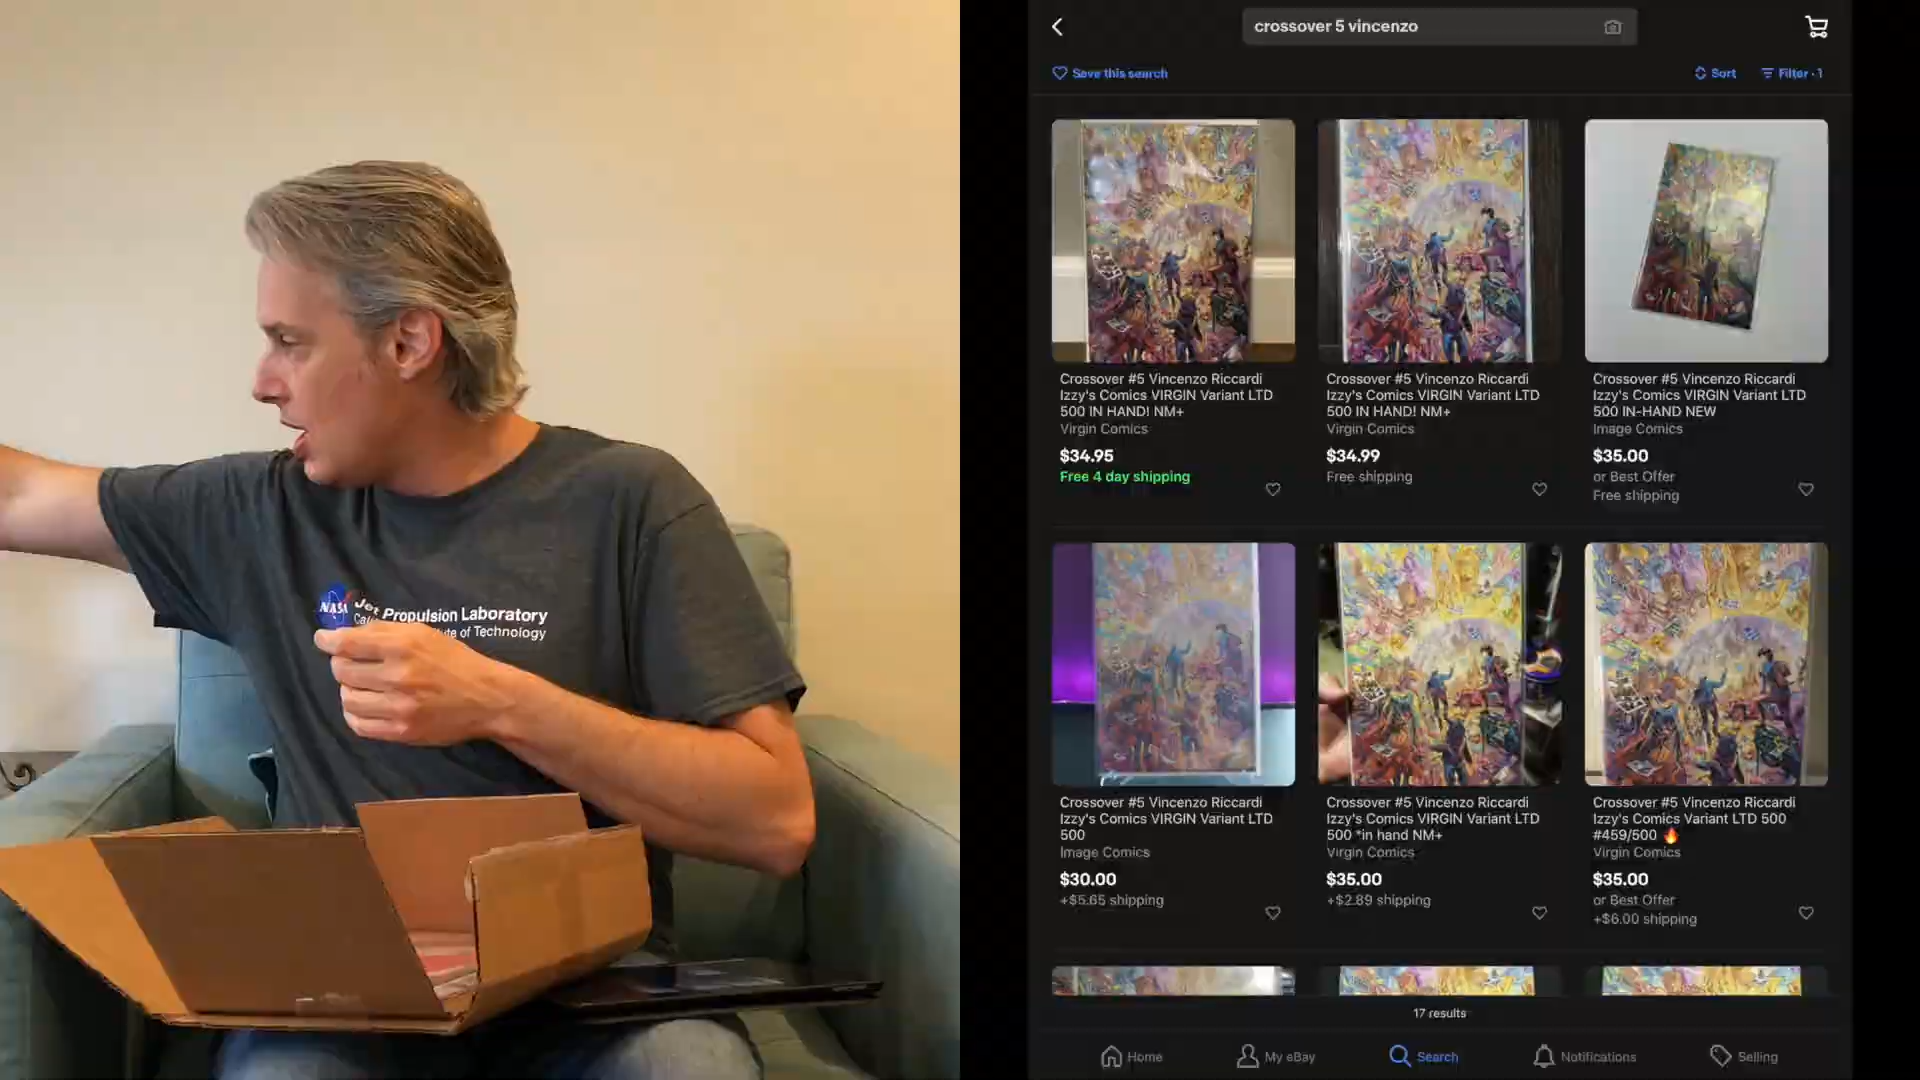 crossover 5 vincenzo
Save this search
Sort
Filter · 1
Crossover #5 Vincenzo Riccardi
Izzy's Comics VIRGIN Variant LTD
500 IN HAND! NM+
Virgin Comics
$34.95
Free 4 day shipping
Crossover #5 Vincenzo Riccardi
Izzy's Comics VIRGIN Variant LTD
500 IN HAND! NM+
Virgin Comics
$34.99
Free shipping
Crossover #5 Vincenzo Riccardi
Izzy's Comics VIRGIN Variant LTD
500 IN-HAND NEW
Image Comics
$35.00
or Best Offer
Free shipping
Crossover #5 Vincenzo Riccardi
Izzy's Comics VIRGIN Variant LTD
500
Image Comics
$30.00
+$5.65 shipping
Crossover #5 Vincenzo Riccardi
Izzy's Comics VIRGIN Variant LTD
500 *in hand NM+
Virgin Comics
$35.00
+$2.89 shipping
Crossover #5 Vincenzo Riccardi
Izzy's Comics Variant LTD 500
#459/500 🔥
Virgin Comics
$35.00
or Best Offer
+$6.00 shipping
17 results
Home
My eBay
Search
Notifications
Selling
NASA
Jet Propulsion Laboratory
of Technology